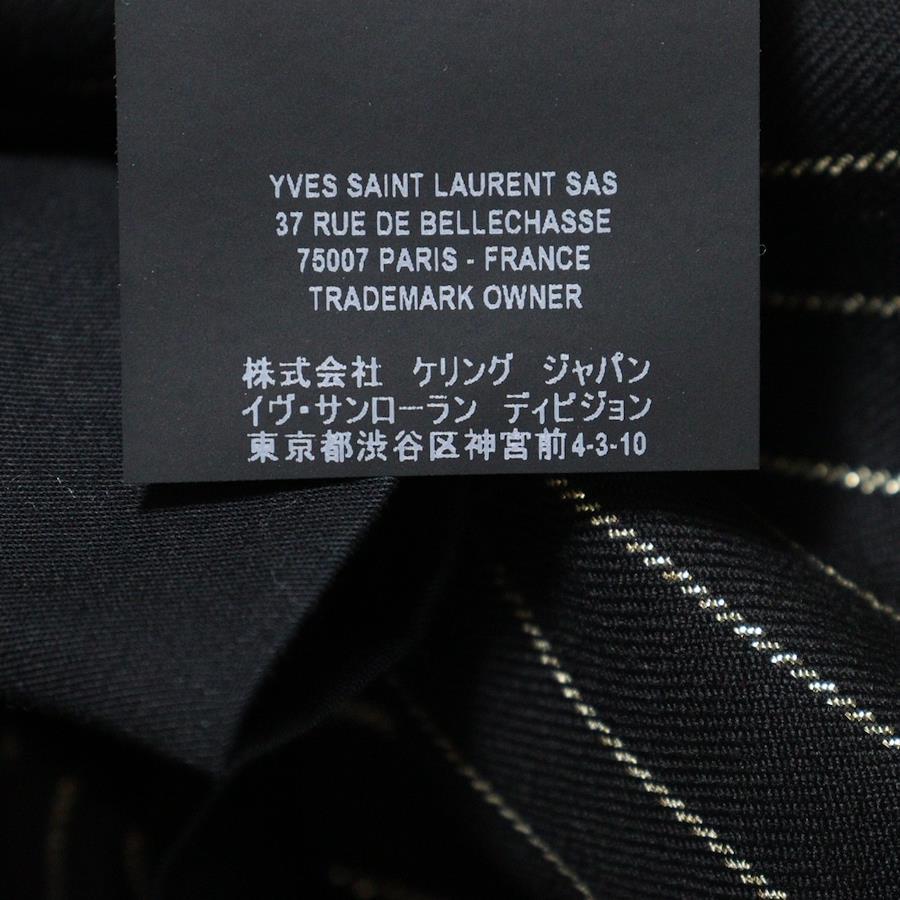 YVES SAINT LAURENT SAS
37 RUE DE BELLECHASSE
75007 PARIS - FRANCE
TRADEMARK OWNER
株式会社 ケリング ジャパン
イヴ・サンローラン ディビジョン
東京都渋谷区神宮前4-3-10